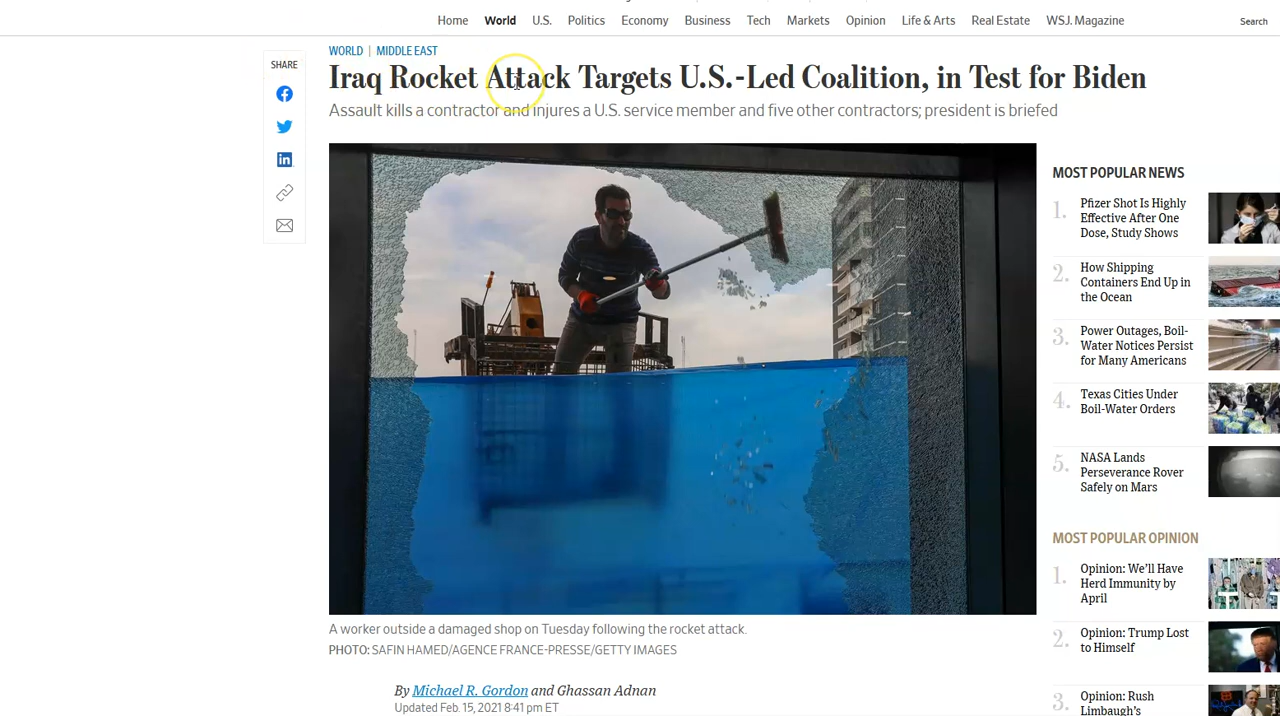 Home World U.S. Politics Economy Business Tech Markets Opinion Life & Arts Real Estate WSJ. Magazine Search
WORLD | MIDDLE EAST
SHARE
Iraq Rocket Attack Targets U.S.-Led Coalition, in Test for Biden
Assault kills a contractor and injures a U.S. service member and five other contractors; president is briefed
A worker outside a damaged shop on Tuesday following the rocket attack.
PHOTO: SAFIN HAMED/AGENCE FRANCE-PRESSE/GETTY IMAGES
By Michael R. Gordon and Ghassan Adnan
Updated Feb. 15, 2021 8:41 pm ET
MOST POPULAR NEWS
1. Pfizer Shot Is Highly
Effective After One
Dose, Study Shows
2. How Shipping
Containers End Up in
the Ocean
3. Power Outages, Boil-
Water Notices Persist
for Many Americans
4. Texas Cities Under
Boil-Water Orders
5. NASA Lands
Perseverance Rover
Safely on Mars
MOST POPULAR OPINION
1. Opinion: We'll Have
Herd Immunity by
April
2. Opinion: Trump Lost
to Himself
3. Opinion: Rush
Limbaugh's